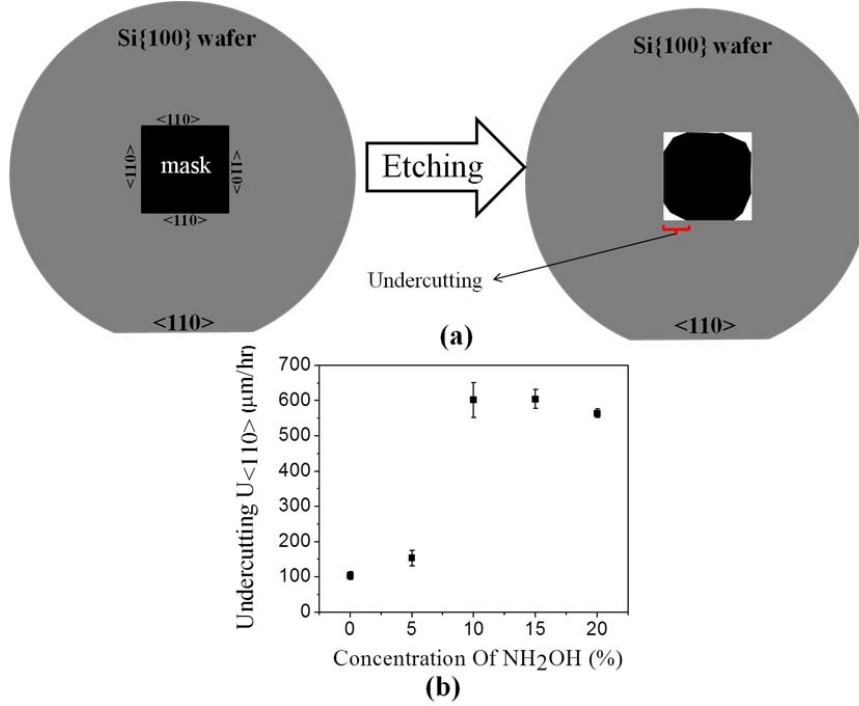 Si{100} wafer
<110>
<110>
mask
<110>
<110>
<110>
Etching
Si{100} wafer
Undercutting
<110>
(a)
Undercutting U<110> (μm/hr)
700
600
500
400
300
200
100
0
0 5 10 15 20
Concentration Of NH2OH (%)
(b)